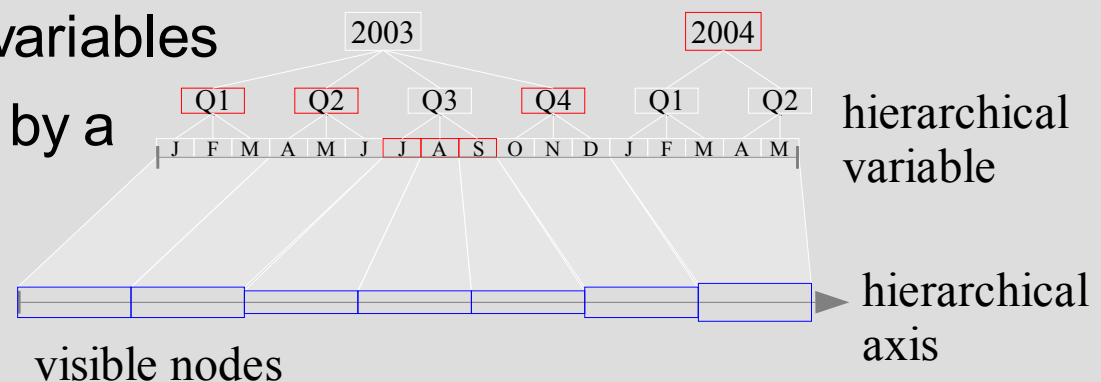 variables
by a
2003 2004
Q1 Q2 Q3 Q4 Q1 Q2
J F M A M J J A S O N D J F M A M
hierarchical
variable
hierarchical
axis
visible nodes